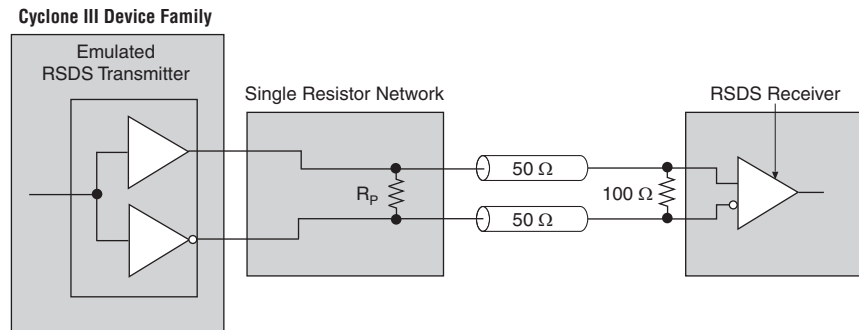 Cyclone III Device Family
Emulated
RSDS Transmitter
Single Resistor Network
RSDS Receiver
50 Ω
R_P
100 Ω
50 Ω